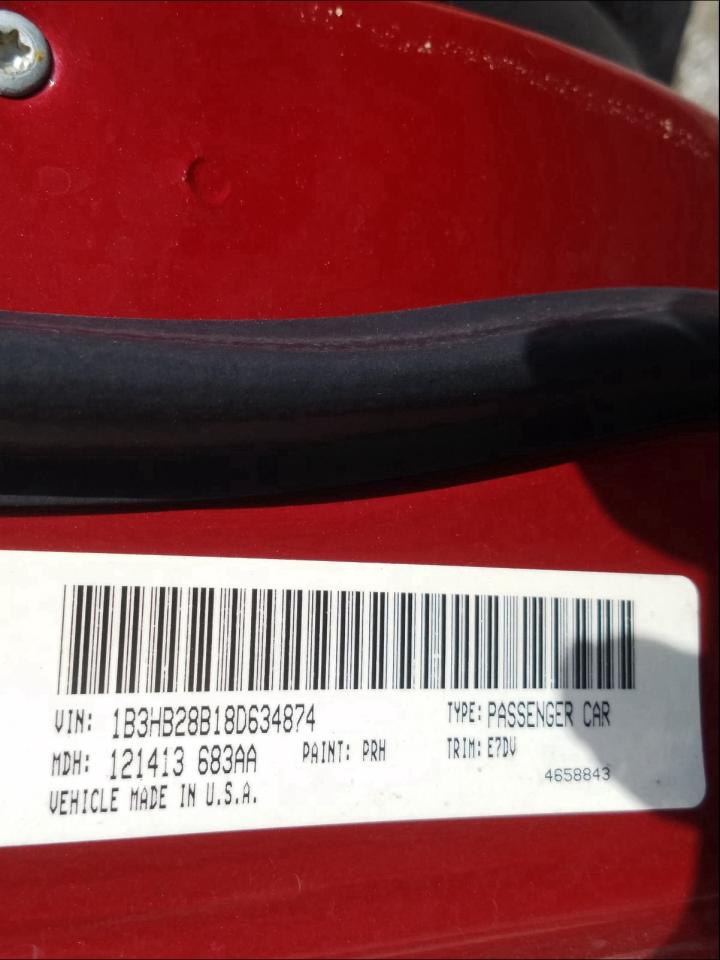 VIN: 1B3HB28B18D634874 TYPE: PASSENGER CAR
MDH: 121413 683AA PAINT: PRH TRIM: E7DV
VEHICLE MADE IN U.S.A. 4658843